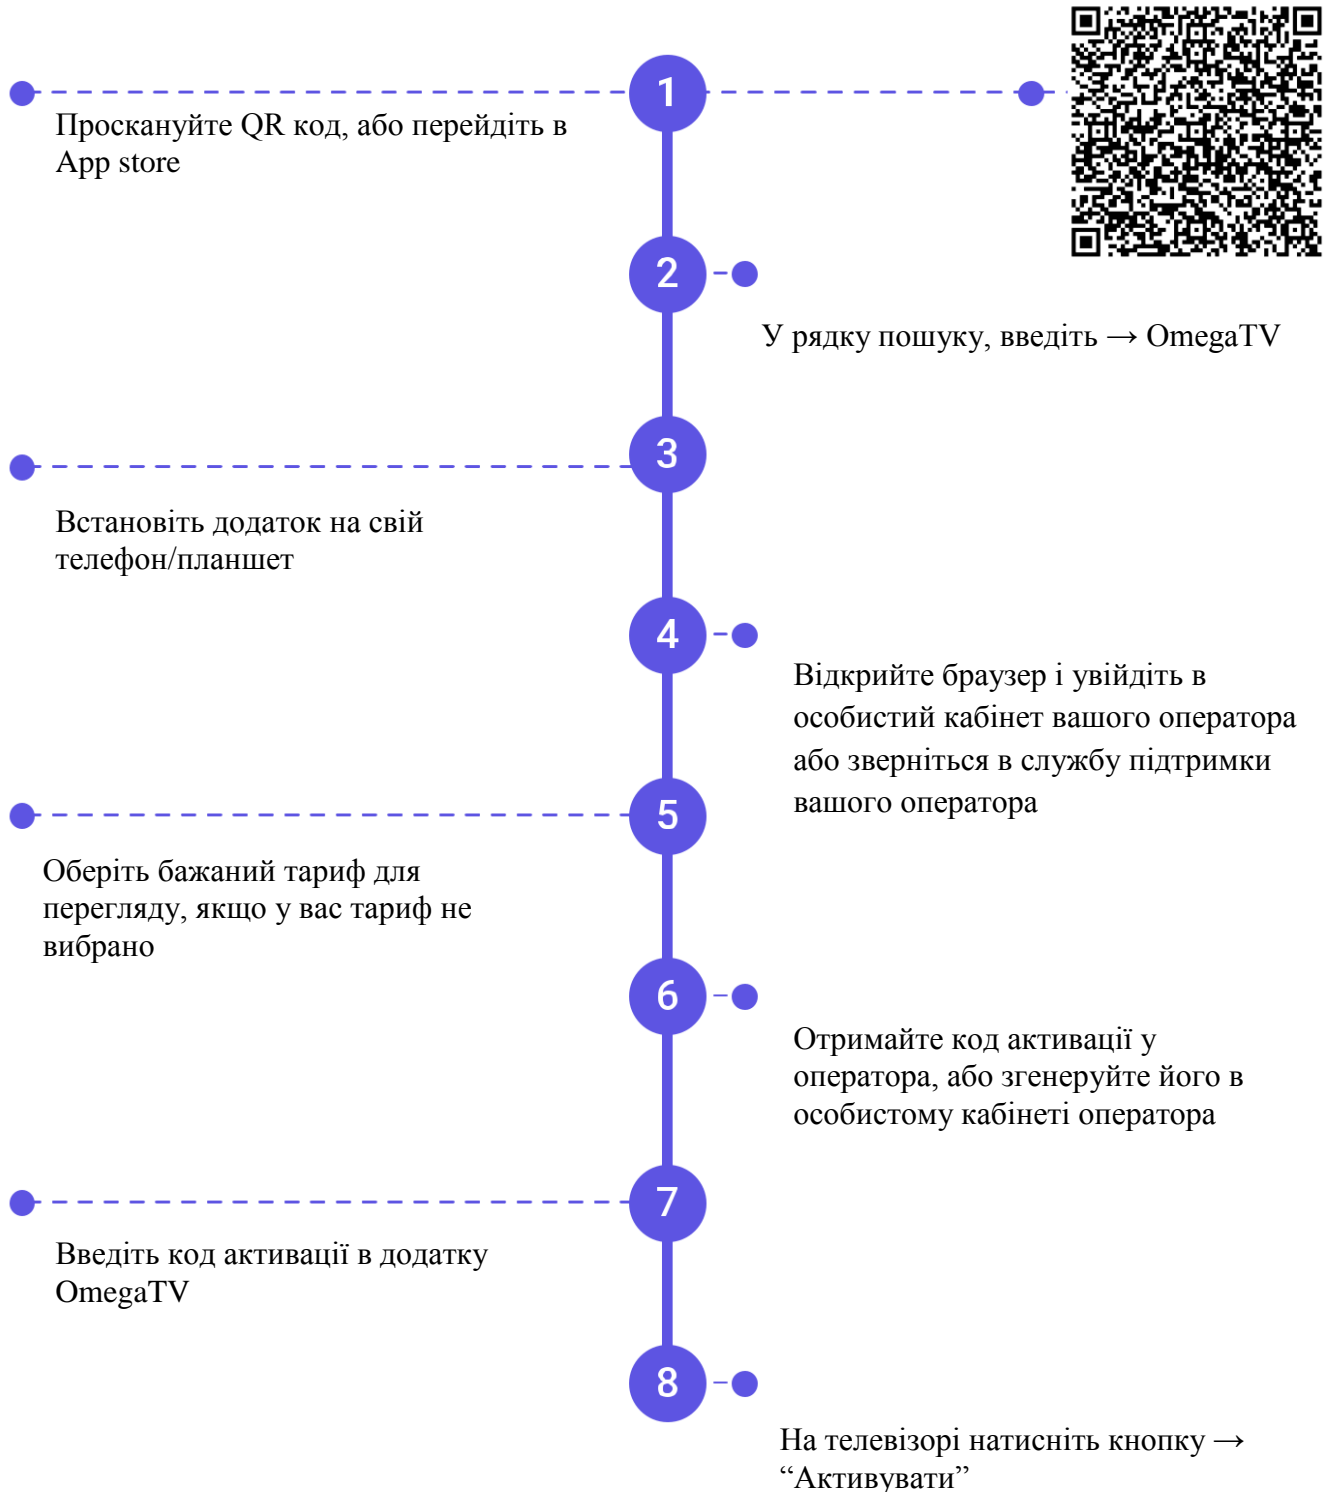 1
Проскануйте QR код, або перейдіть в
App store
2
У рядку пошуку, введіть → OmegaTV
3
Встановіть додаток на свій
телефон/планшет
4
Відкрийте браузер і увійдіть в
особистий кабінет вашого оператора
або зверніться в службу підтримки
вашого оператора
5
Оберіть бажаний тариф для
перегляду, якщо у вас тариф не
вибрано
6
Отримайте код активації у
оператора, або згенеруйте його в
особистому кабінеті оператора
7
Введіть код активації в додатку
OmegaTV
8
На телевізорі натисніть кнопку →
“Активувати”